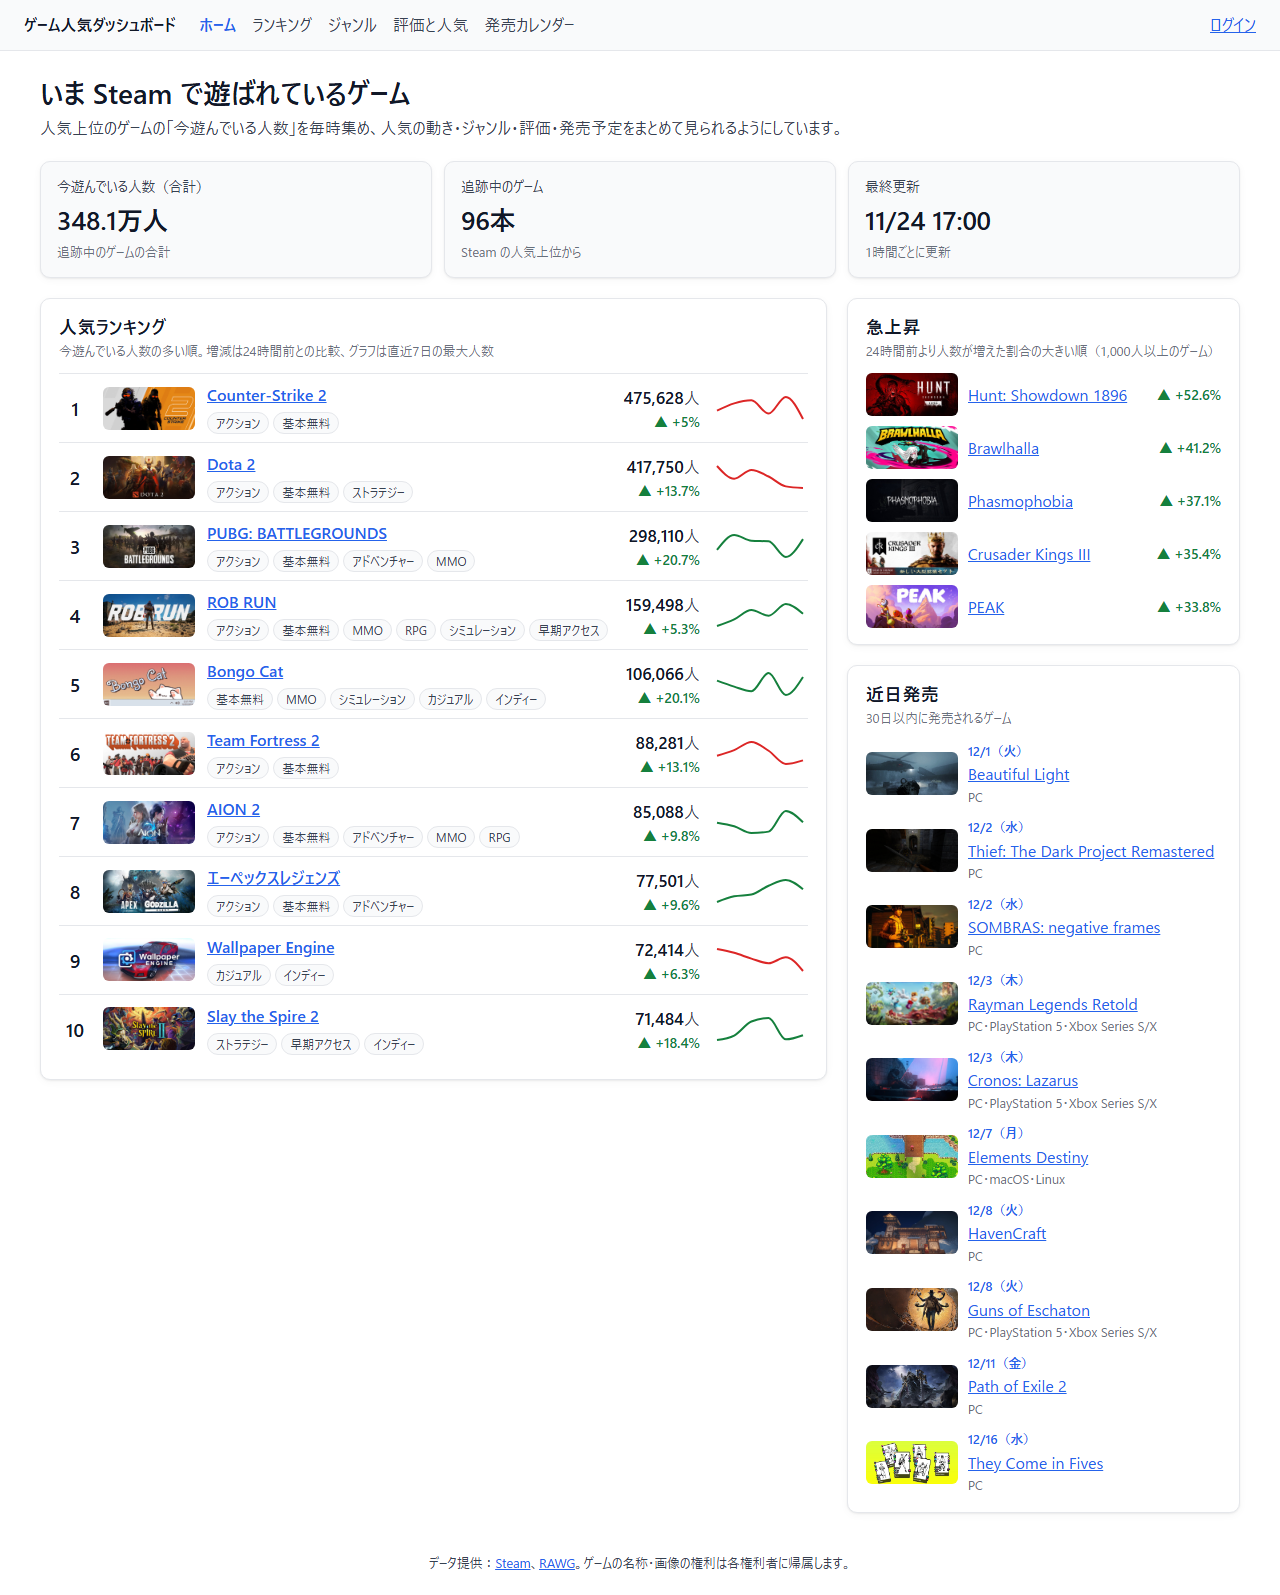 ゲーム人気ダッシュボード ホーム ランキング ジャンル 評価と人気 発売カレンダー ログイン
いま Steam で遊ばれているゲーム
人気上位のゲームの「今遊んでいる人数」を毎時集め、人気の動き・ジャンル・評価・発売予定をまとめて見られるようにしています。
今遊んでいる人数（合計）
348.1万人
追跡中のゲームの合計
追跡中のゲーム
96本
Steam の人気上位から
最終更新
11/24 17:00
1時間ごとに更新
人気ランキング
今遊んでいる人数の多い順。増減は24時間前との比較、グラフは直近7日の最大人数
1 Counter-Strike 2 475,628人
アクション 基本無料 ▲ +5%
2 Dota 2 417,750人
アクション 基本無料 ストラテジー ▲ +13.7%
3 PUBG: BATTLEGROUNDS 298,110人
アクション 基本無料 アドベンチャー MMO ▲ +20.7%
4 ROB RUN 159,498人
アクション 基本無料 MMO RPG シミュレーション 早期アクセス ▲ +5.3%
5 Bongo Cat 106,066人
基本無料 MMO シミュレーション カジュアル インディー ▲ +20.1%
6 Team Fortress 2 88,281人
アクション 基本無料 ▲ +13.1%
7 AION 2 85,088人
アクション 基本無料 アドベンチャー MMO RPG ▲ +9.8%
8 エーペックスレジェンズ 77,501人
アクション 基本無料 アドベンチャー ▲ +9.6%
9 Wallpaper Engine 72,414人
カジュアル インディー ▲ +6.3%
10 Slay the Spire 2 71,484人
ストラテジー 早期アクセス インディー ▲ +18.4%
急上昇
24時間前より人数が増えた割合の大きい順（1,000人以上のゲーム）
Hunt: Showdown 1896 ▲ +52.6%
Brawlhalla ▲ +41.2%
Phasmophobia ▲ +37.1%
Crusader Kings III ▲ +35.4%
PEAK ▲ +33.8%
近日発売
30日以内に発売されるゲーム
12/1（火）
Beautiful Light
PC
12/2（水）
Thief: The Dark Project Remastered
PC
12/2（水）
SOMBRAS: negative frames
PC
12/3（木）
Rayman Legends Retold
PC・PlayStation 5・Xbox Series S/X
12/3（木）
Cronos: Lazarus
PC・PlayStation 5・Xbox Series S/X
12/7（月）
Elements Destiny
PC・macOS・Linux
12/8（火）
HavenCraft
PC
12/8（火）
Guns of Eschaton
PC・PlayStation 5・Xbox Series S/X
12/11（金）
Path of Exile 2
PC
12/16（水）
They Come in Fives
PC
データ提供：Steam、RAWG。ゲームの名称・画像の権利は各権利者に帰属します。